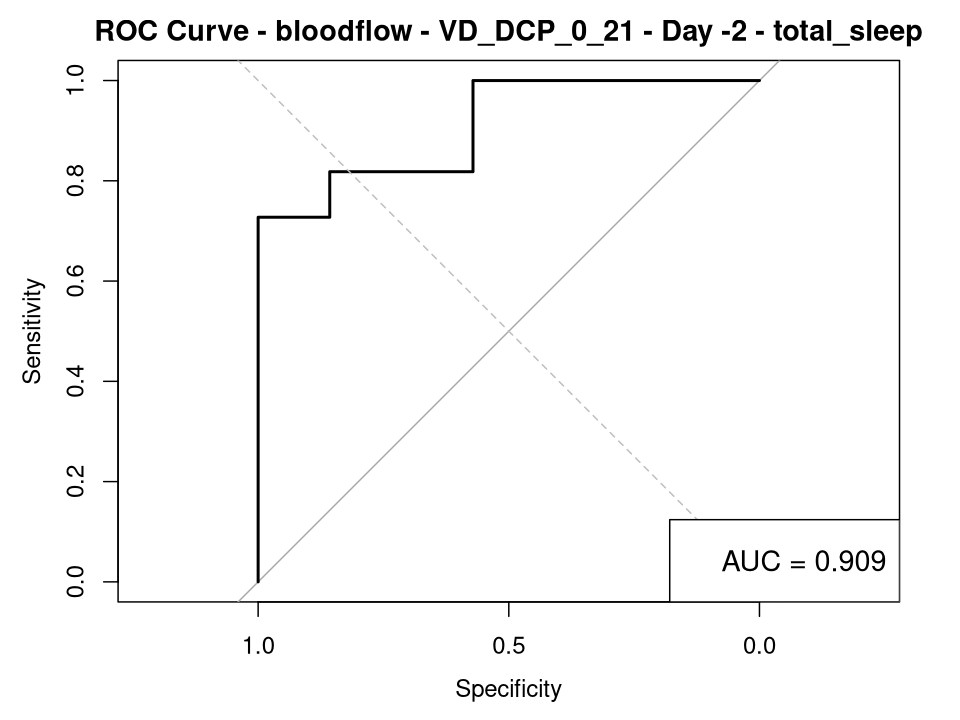 ROC Curve - bloodflow - VD_DCP_0_21 - Day -2 - total_sleep
Sensitivity
1.0
0.8
0.6
0.4
0.2
0.0
AUC = 0.909
1.0 0.5 0.0
Specificity